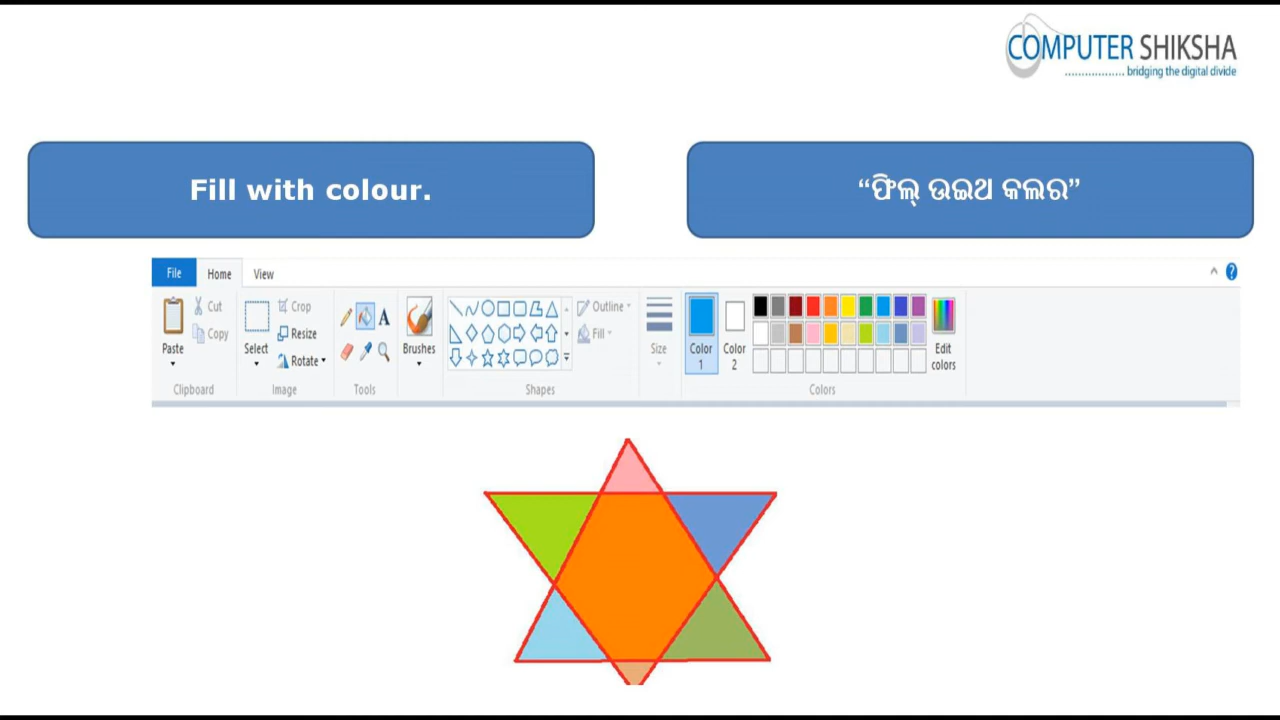 COMPUTER SHIKSHA
bridging the digital divide
Fill with colour.
“ଫିଲ୍ ଉଇଥ କଲର”
File Home View
Cut
Copy
Paste
Clipboard
Crop
Resize
Rotate
Select
Image
A
Tools
Brushes
Outline
Fill
Shapes
Size
Color 1
Color 2
Edit colors
Colors